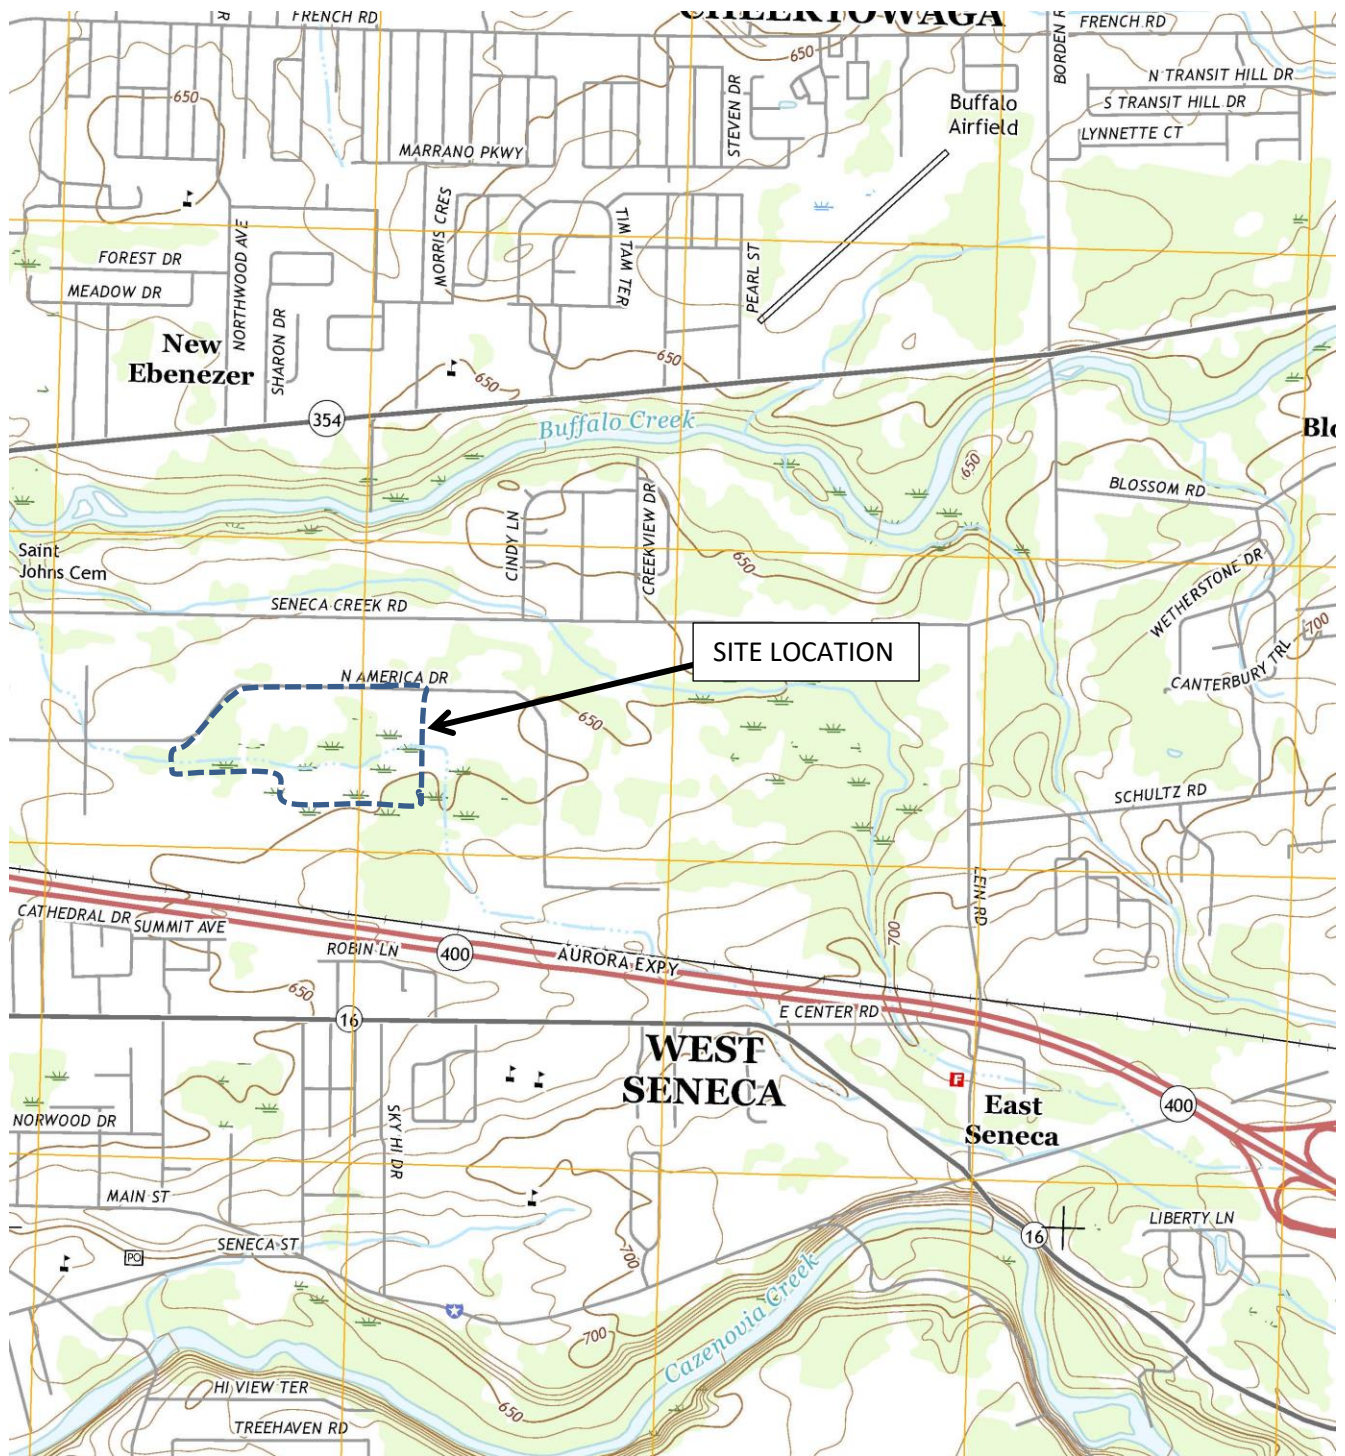 FRENCH RD
CHEEKTOWAGA
FRENCH RD
650
650
STEVEN DR
BORDEN R
N TRANSIT HILL DR
S TRANSIT HILL DR
LYNNETTE CT
Buffalo
Airfield
MARRANO PKWY
NORTHWOOD AVE
MORRIS CRES
TIM TAM TER
PEARL ST
FOREST DR
MEADOW DR
SHARON DR
New
Ebenezer
650
650
354
Buffalo Creek
Blo
650
BLOSSOM RD
CINDY LN
CREEKVIEW DR
650
Saint
Johns Cem
WETHERSTONE DR
SENECA CREEK RD
700
SITE LOCATION
CANTERBURY TRL
N AMERICA DR
650
SCHULTZ RD
LEIN RD
CATHEDRAL DR
SUMMIT AVE
ROBIN LN
400
AURORA EXPY
700
650
16
E CENTER RD
WEST
SENECA
F
East
Seneca
400
NORWOOD DR
SKY HI DR
MAIN ST
SENECA ST
PO
700
16
LIBERTY LN
Cazenovia Creek
700
HI VIEW TER
650
TREEHAVEN RD